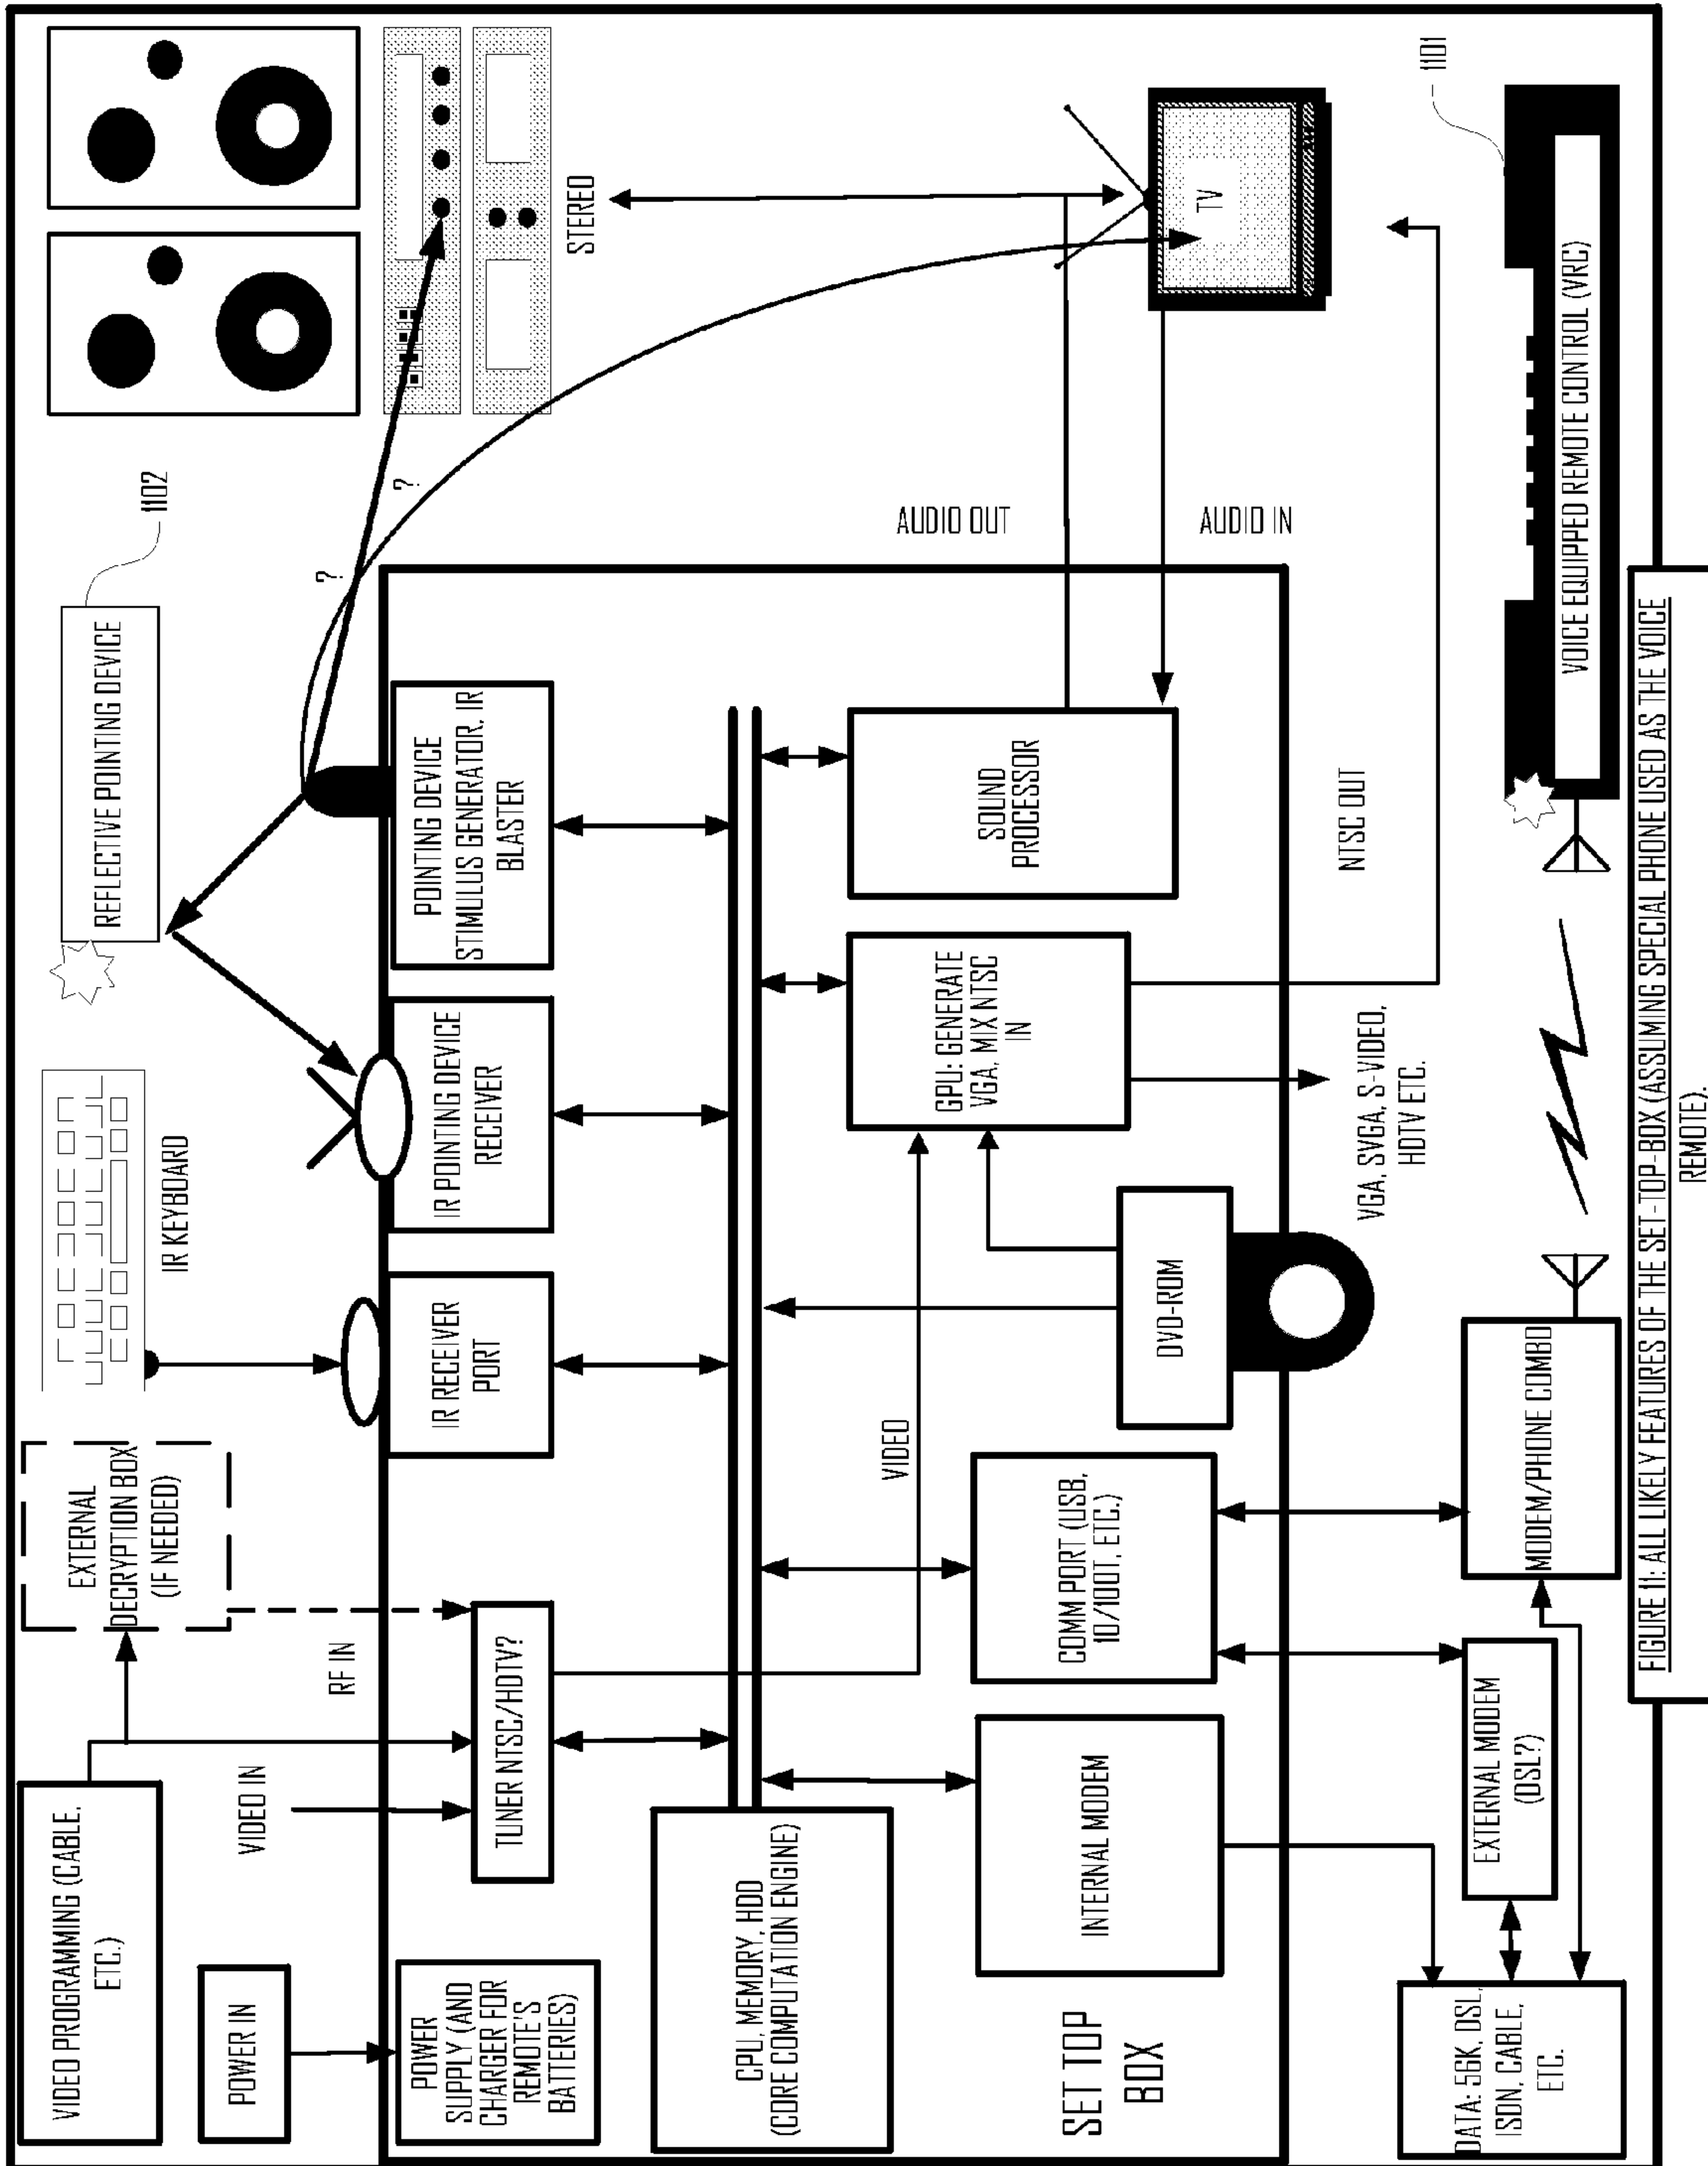 VIDEO PROGRAMMING (CABLE,
ETC.)
EXTERNAL
DECRYPTION BOX
(IF NEEDED)
IR KEYBOARD
REFLECTIVE POINTING DEVICE
1102
POWER IN
VIDEO IN
RF IN
?
?
STEREO
POWER
SUPPLY (AND
CHARGER FOR
REMOTE'S
BATTERIES)
TUNER NTSC/HDTV?
IR RECEIVER
PORT
IR POINTING DEVICE
RECEIVER
POINTING DEVICE
STIMULUS GENERATOR, IR
BLASTER
CPU, MEMORY, HDD
(CORE COMPUTATION ENGINE)
VIDEO
GPU: GENERATE
VGA, MIX NTSC
IN
SOUND
PROCESSOR
AUDIO OUT
AUDIO IN
TV
INTERNAL MODEM
COMM PORT (USB,
10/100T, ETC.)
DVD-ROM
SET TOP
BOX
VGA, SVGA, S-VIDEO,
HDTV ETC.
NTSC OUT
1101
DATA: 56K, DSL,
ISDN, CABLE,
ETC.
EXTERNAL MODEM
(DSL?)
MODEM/PHONE COMBO
VOICE EQUIPPED REMOTE CONTROL (VRC)
FIGURE 11: ALL LIKELY FEATURES OF THE SET-TOP-BOX (ASSUMING SPECIAL PHONE USED AS THE VOICE
REMOTE).